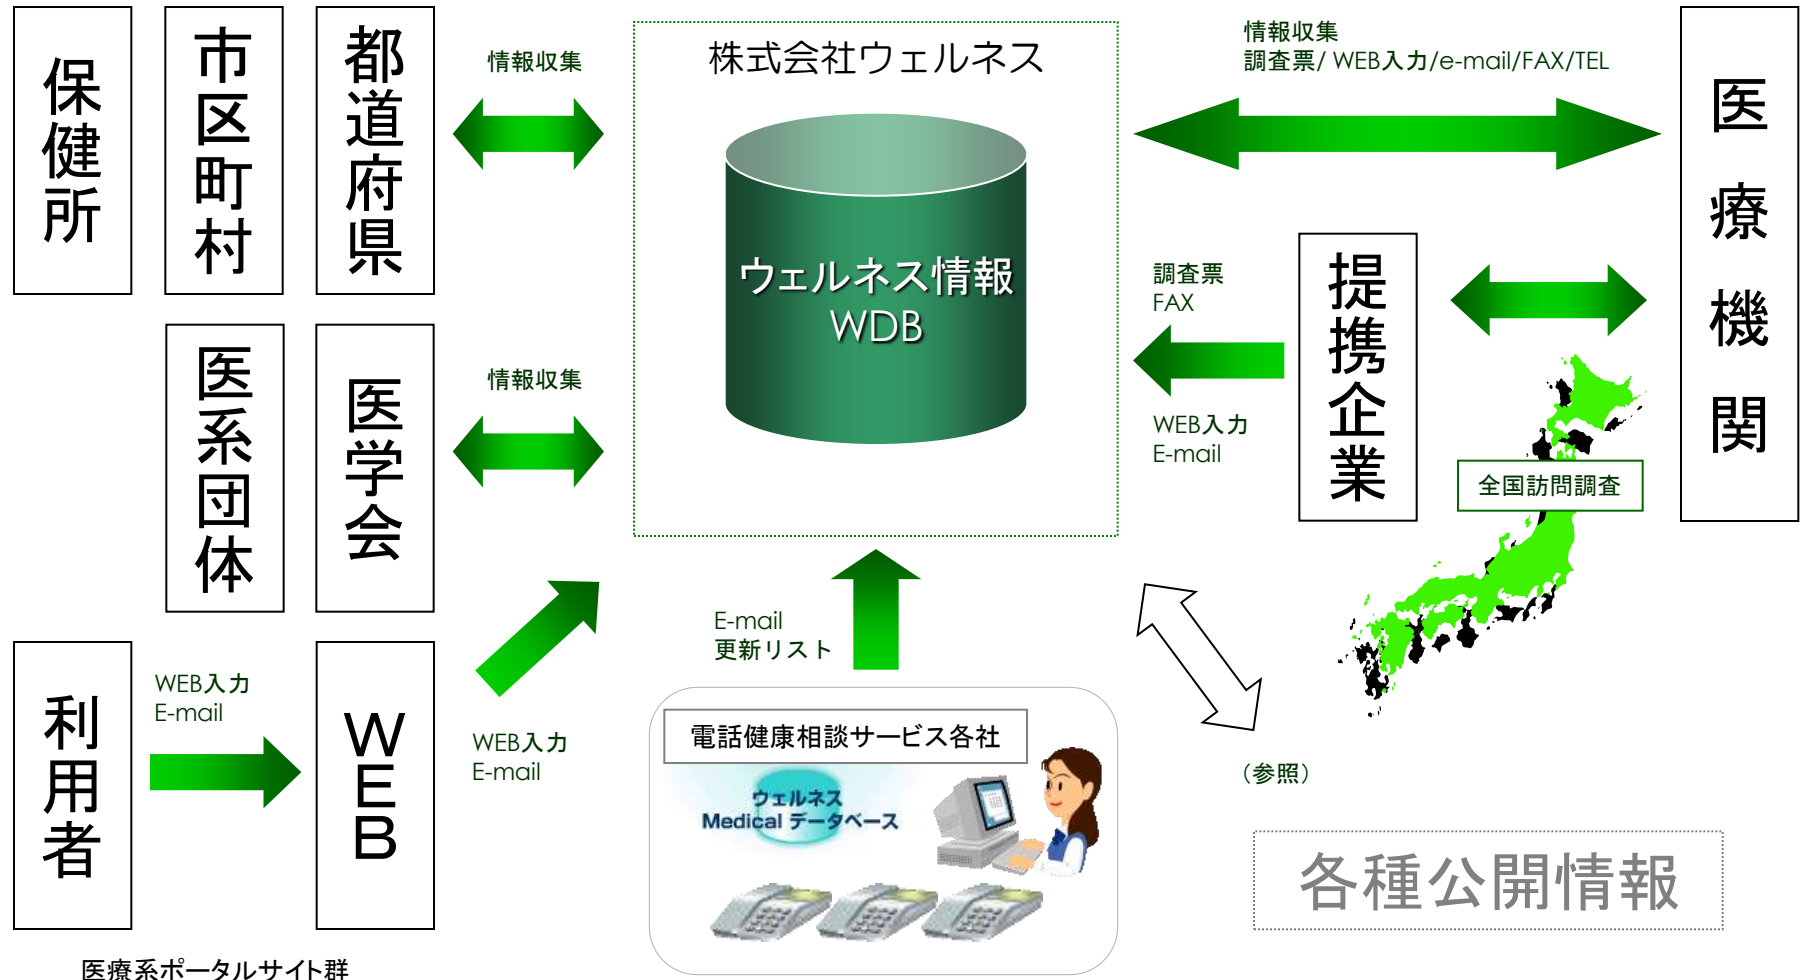 保健所
市区町村
都道府県
情報収集
株式会社ウェルネス
ウェルネス情報
WDB
情報収集
調査票/ WEB入力/e-mail/FAX/TEL
医療機関
調査票
FAX
提携企業
WEB入力
E-mail
全国訪問調査
医系団体
医学会
情報収集
利用者
WEB入力
E-mail
WEB
WEB入力
E-mail
E-mail
更新リスト
電話健康相談サービス各社
ウェルネス
Medical データベース
（参照）
各種公開情報
医療系ポータルサイト群